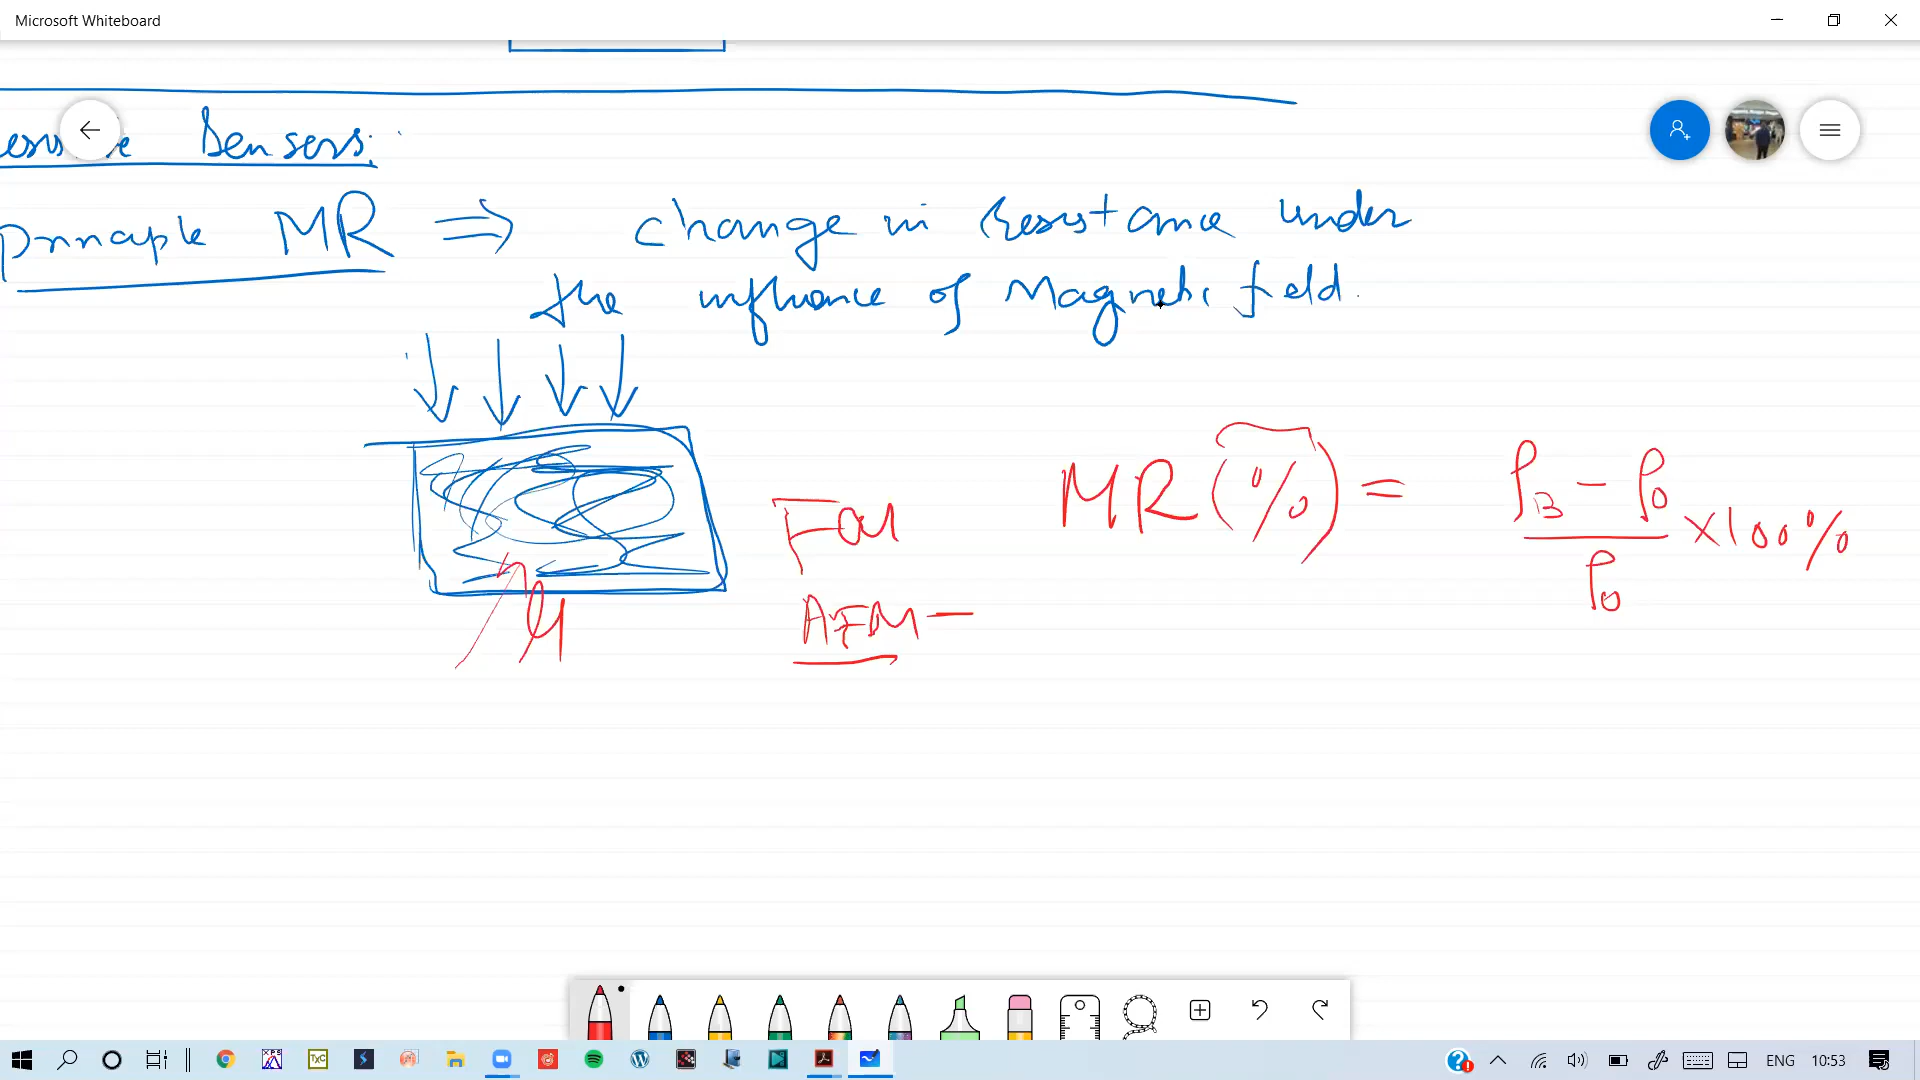 Microsoft Whiteboard
Sensors:
principle MR ⇒ change in resistance under
the influence of Magnetic field.
MR(%) = (ρB - ρ0)/ρ0 ×100%
FM
AFM-
ENG 10:53